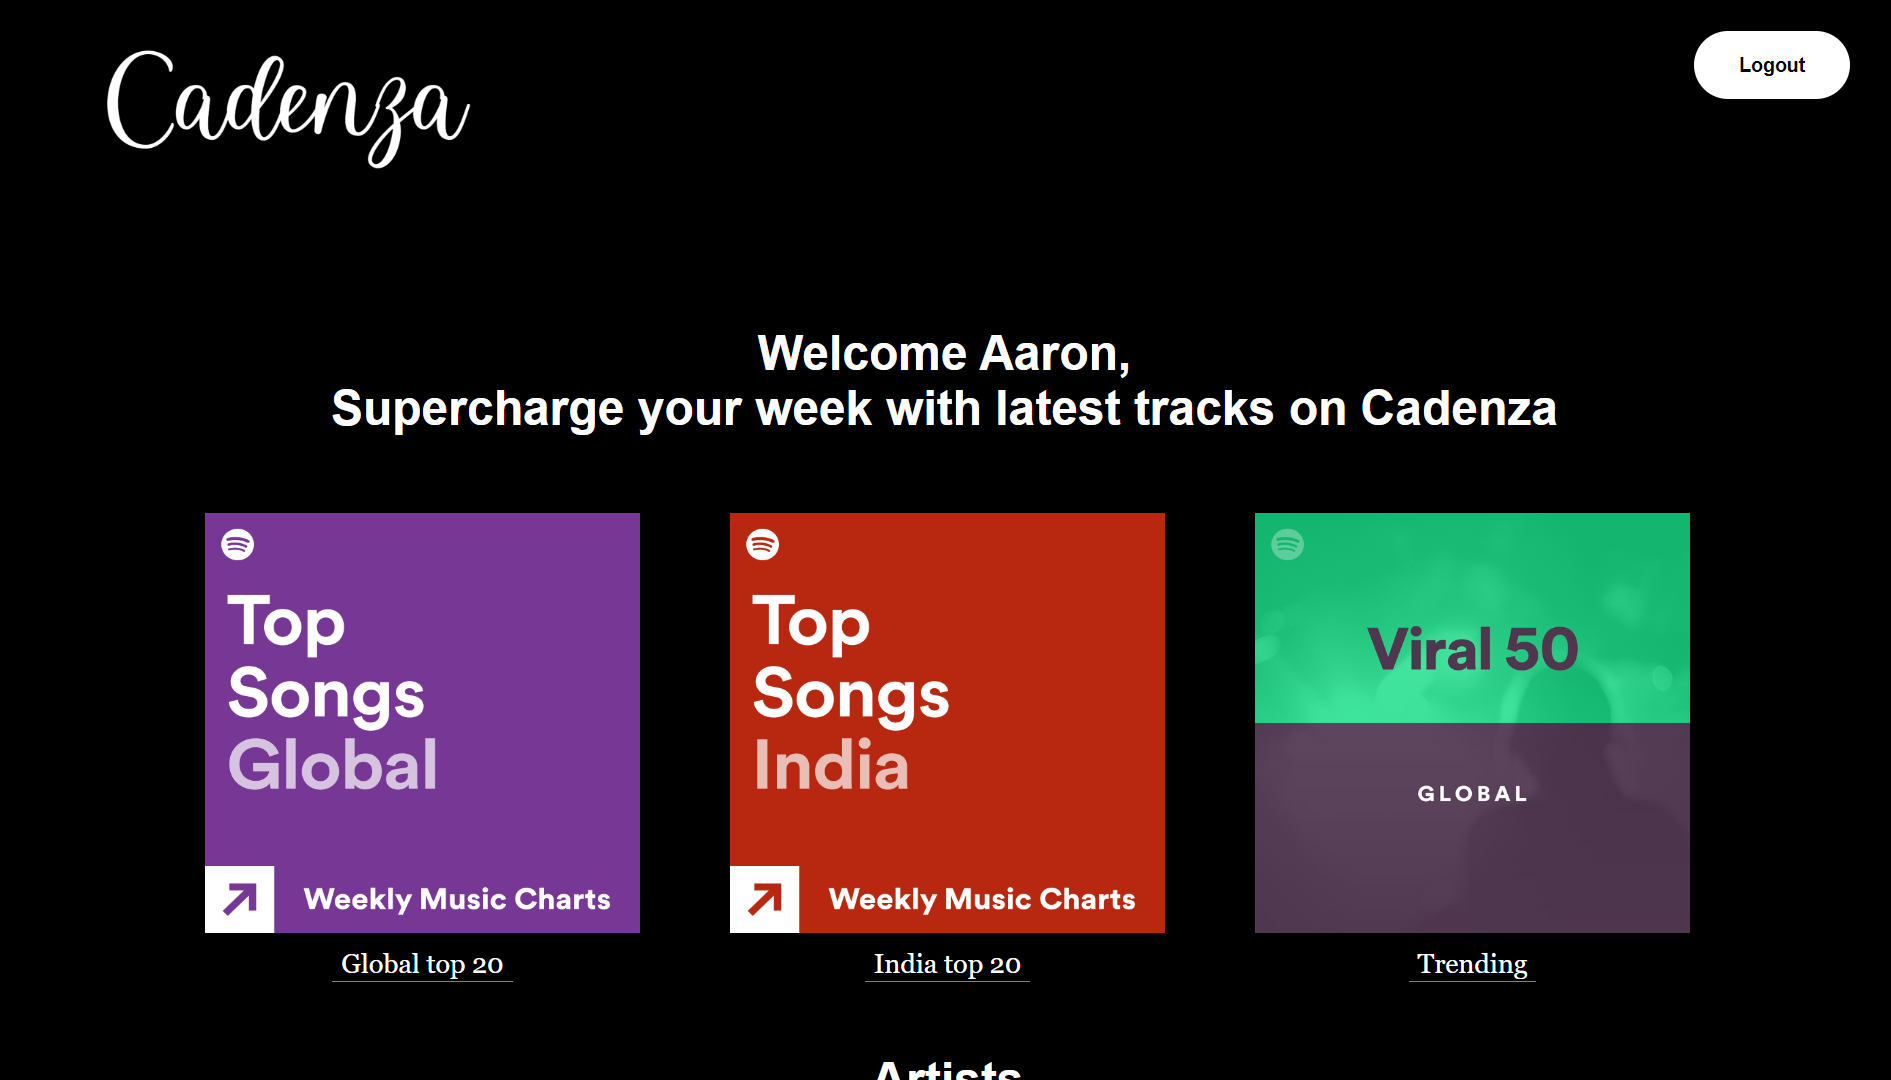 Cadenza
Logout
Welcome Aaron,
Supercharge your week with latest tracks on Cadenza
Top
Songs
Global
Weekly Music Charts
Top
Songs
India
Weekly Music Charts
Viral 50
GLOBAL
Global top 20
India top 20
Trending
Artists